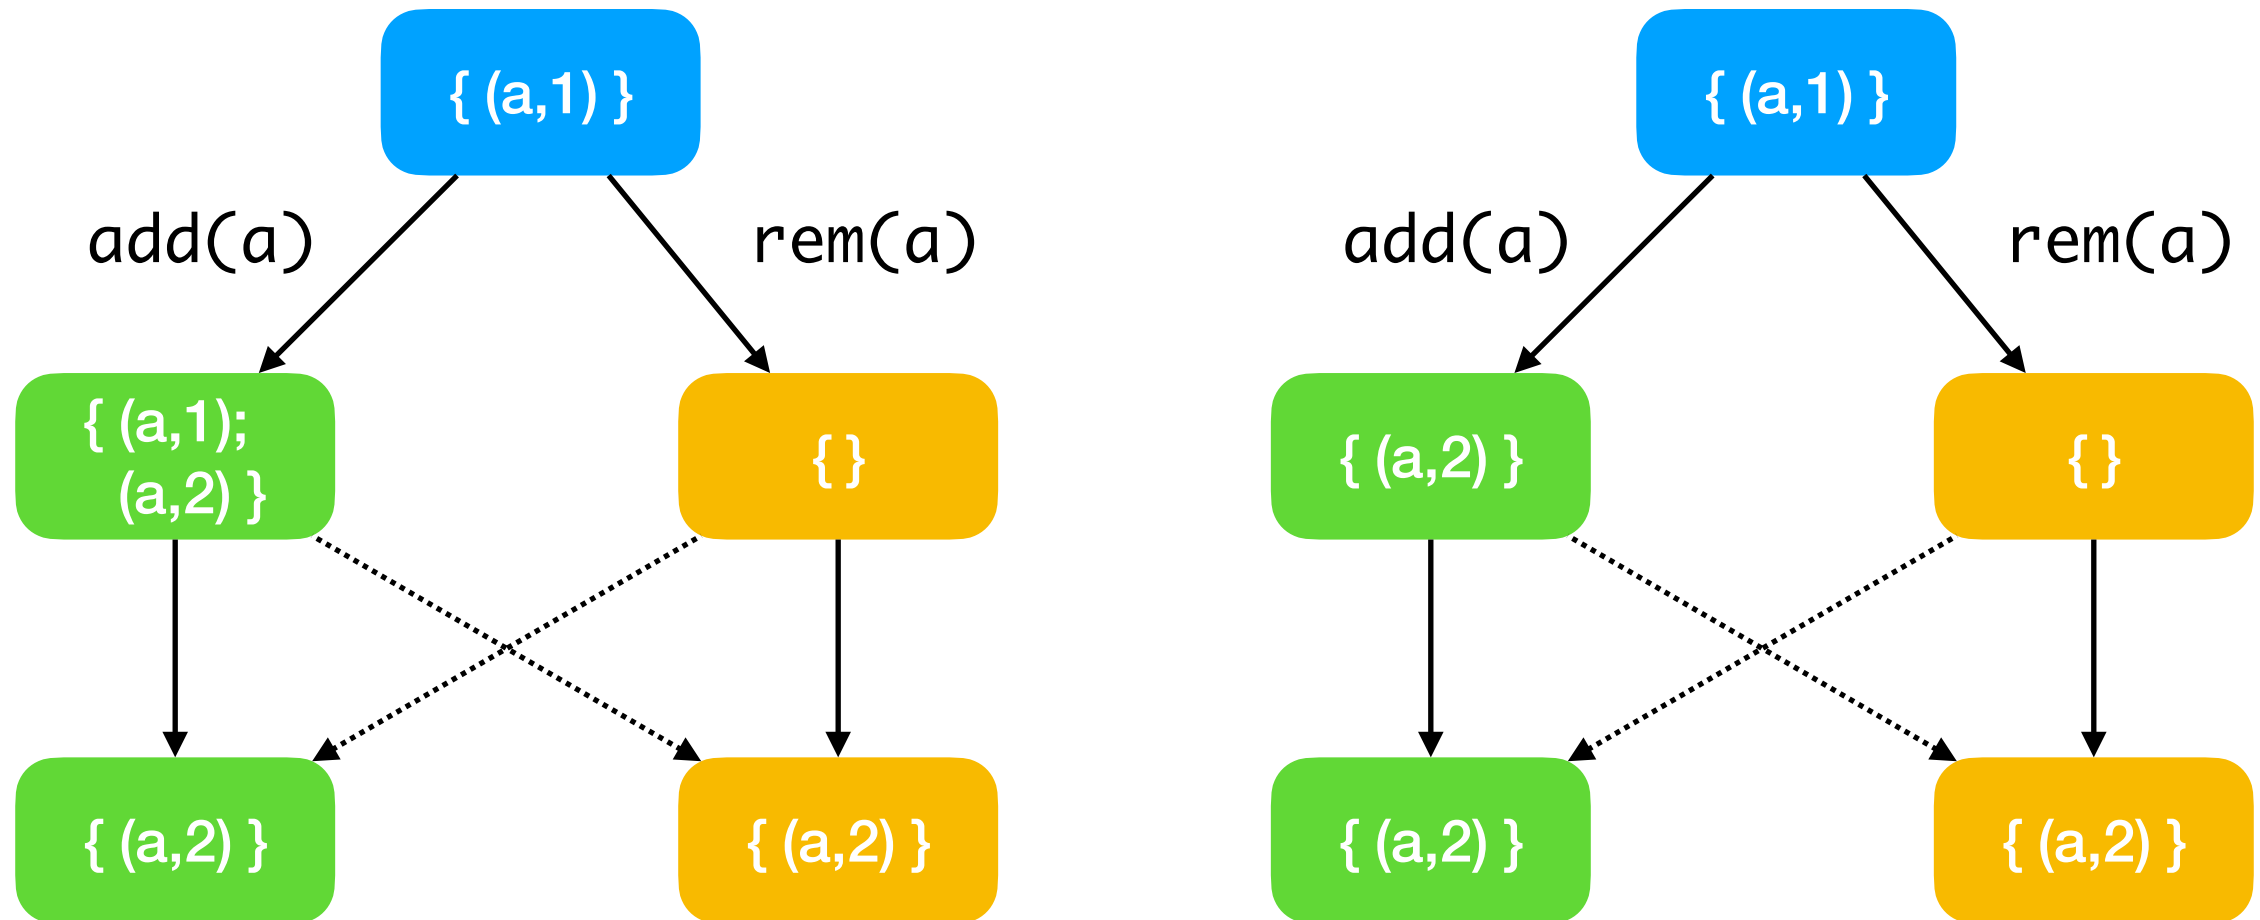 { (a,1) }
add(a)
rem(a)
{ (a,1);
(a,2) }
{ }
{ (a,2) }
{ (a,2) }
{ (a,1) }
add(a)
rem(a)
{ (a,2) }
{ }
{ (a,2) }
{ (a,2) }